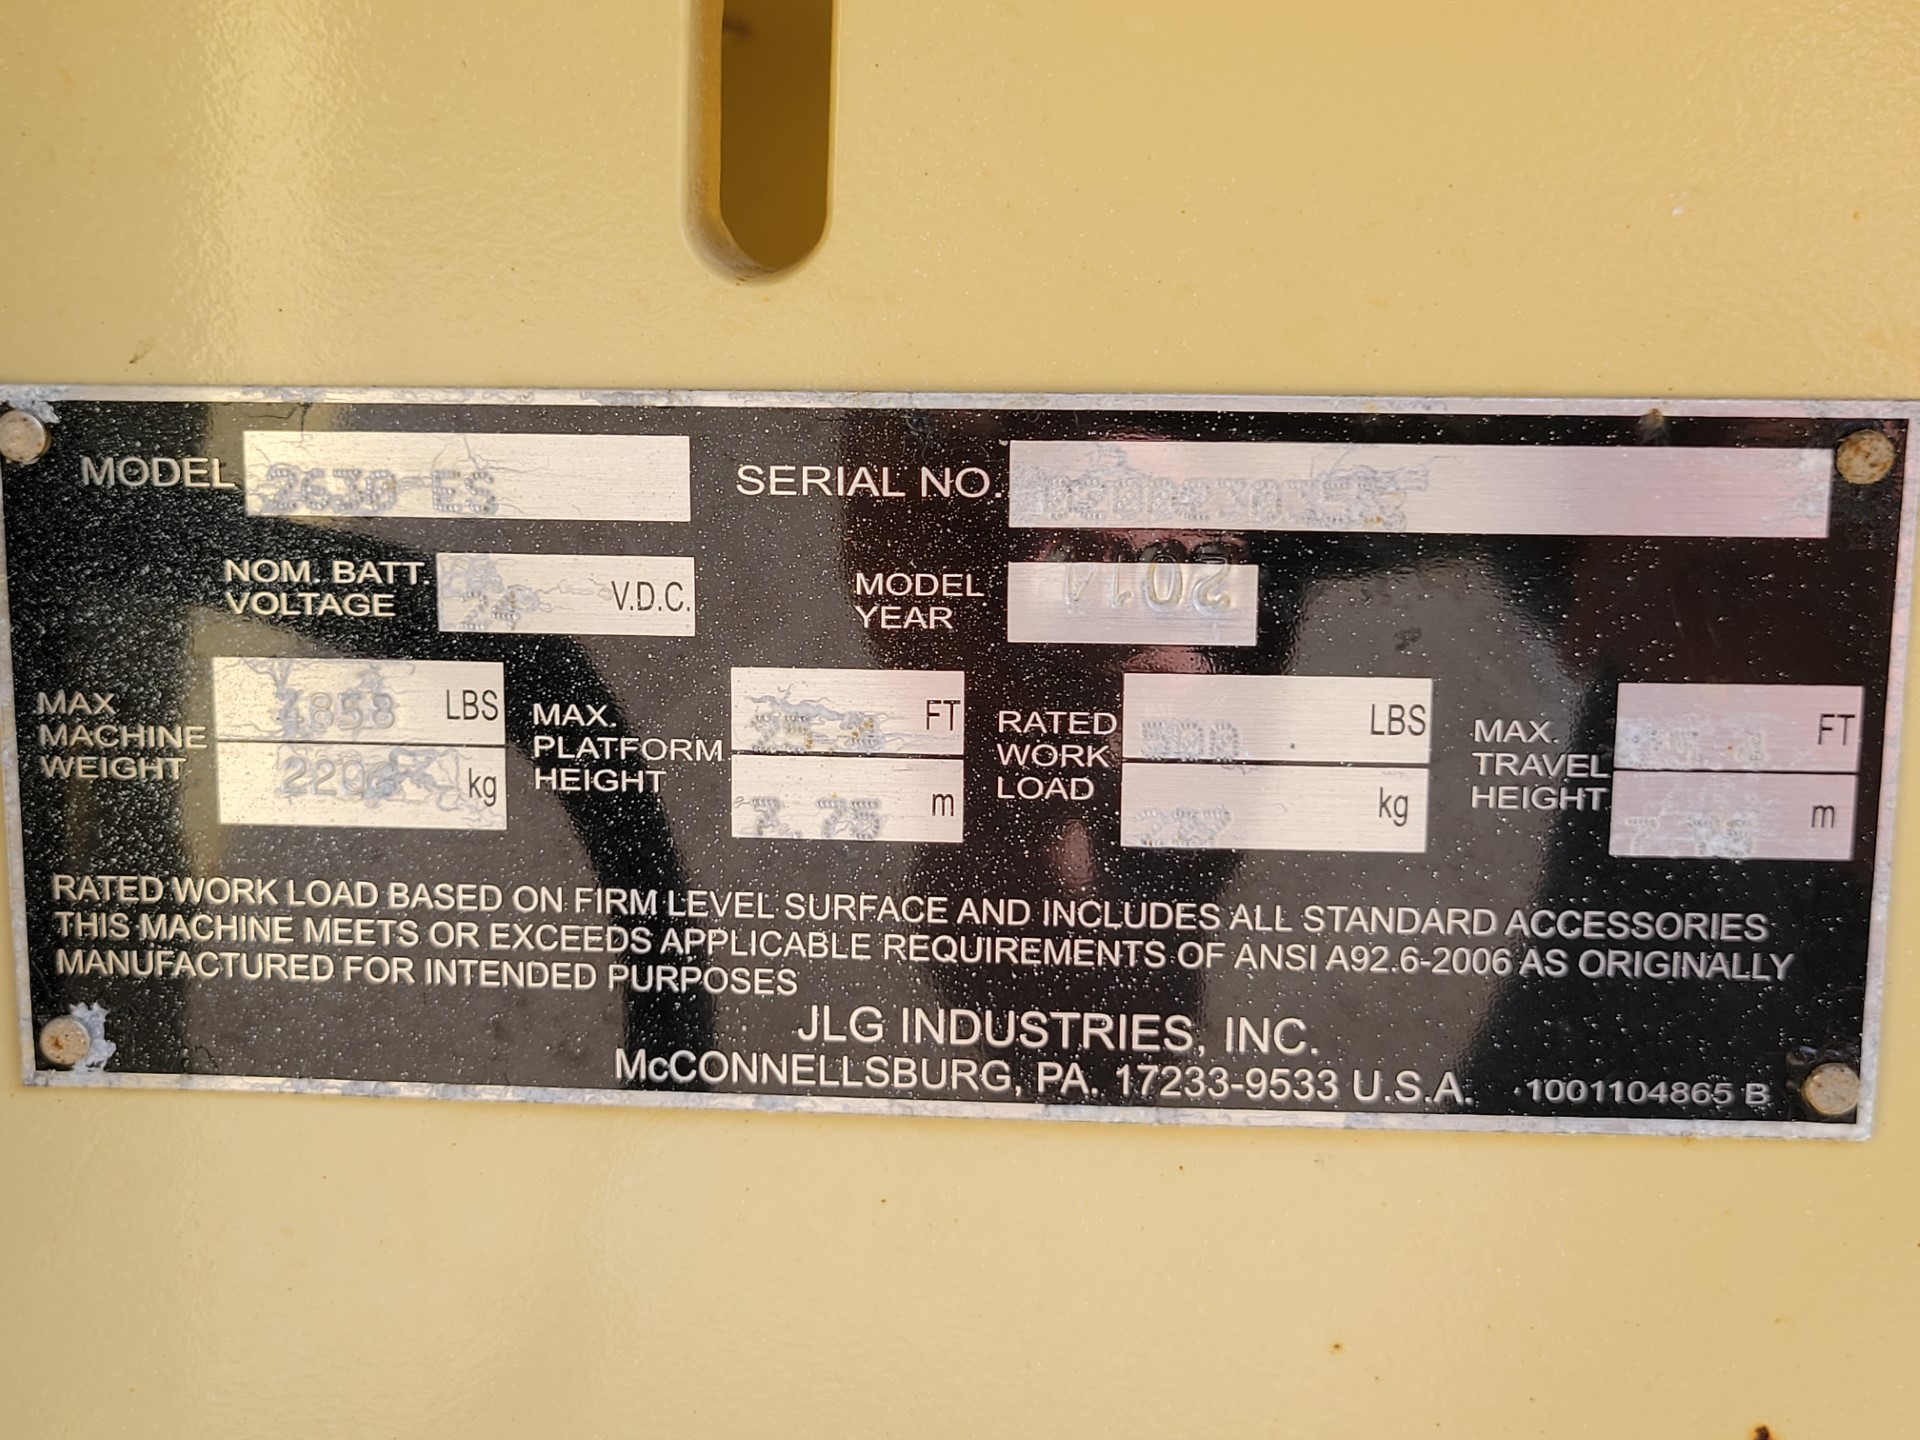 MODEL 2630-ES SERIAL NO.
NOM. BATT. VOLTAGE 24 V.D.C. MODEL YEAR 2011
MAX MACHINE WEIGHT 4858 LBS
kg
MAX. PLATFORM HEIGHT FT
m
RATED WORK LOAD LBS
kg
MAX. TRAVEL HEIGHT FT
m
RATED WORK LOAD BASED ON FIRM LEVEL SURFACE AND INCLUDES ALL STANDARD ACCESSORIES
THIS MACHINE MEETS OR EXCEEDS APPLICABLE REQUIREMENTS OF ANSI A92.6-2006 AS ORIGINALLY
MANUFACTURED FOR INTENDED PURPOSES
JLG INDUSTRIES, INC.
McCONNELLSBURG, PA. 17233-9533 U.S.A. 1001104865 B